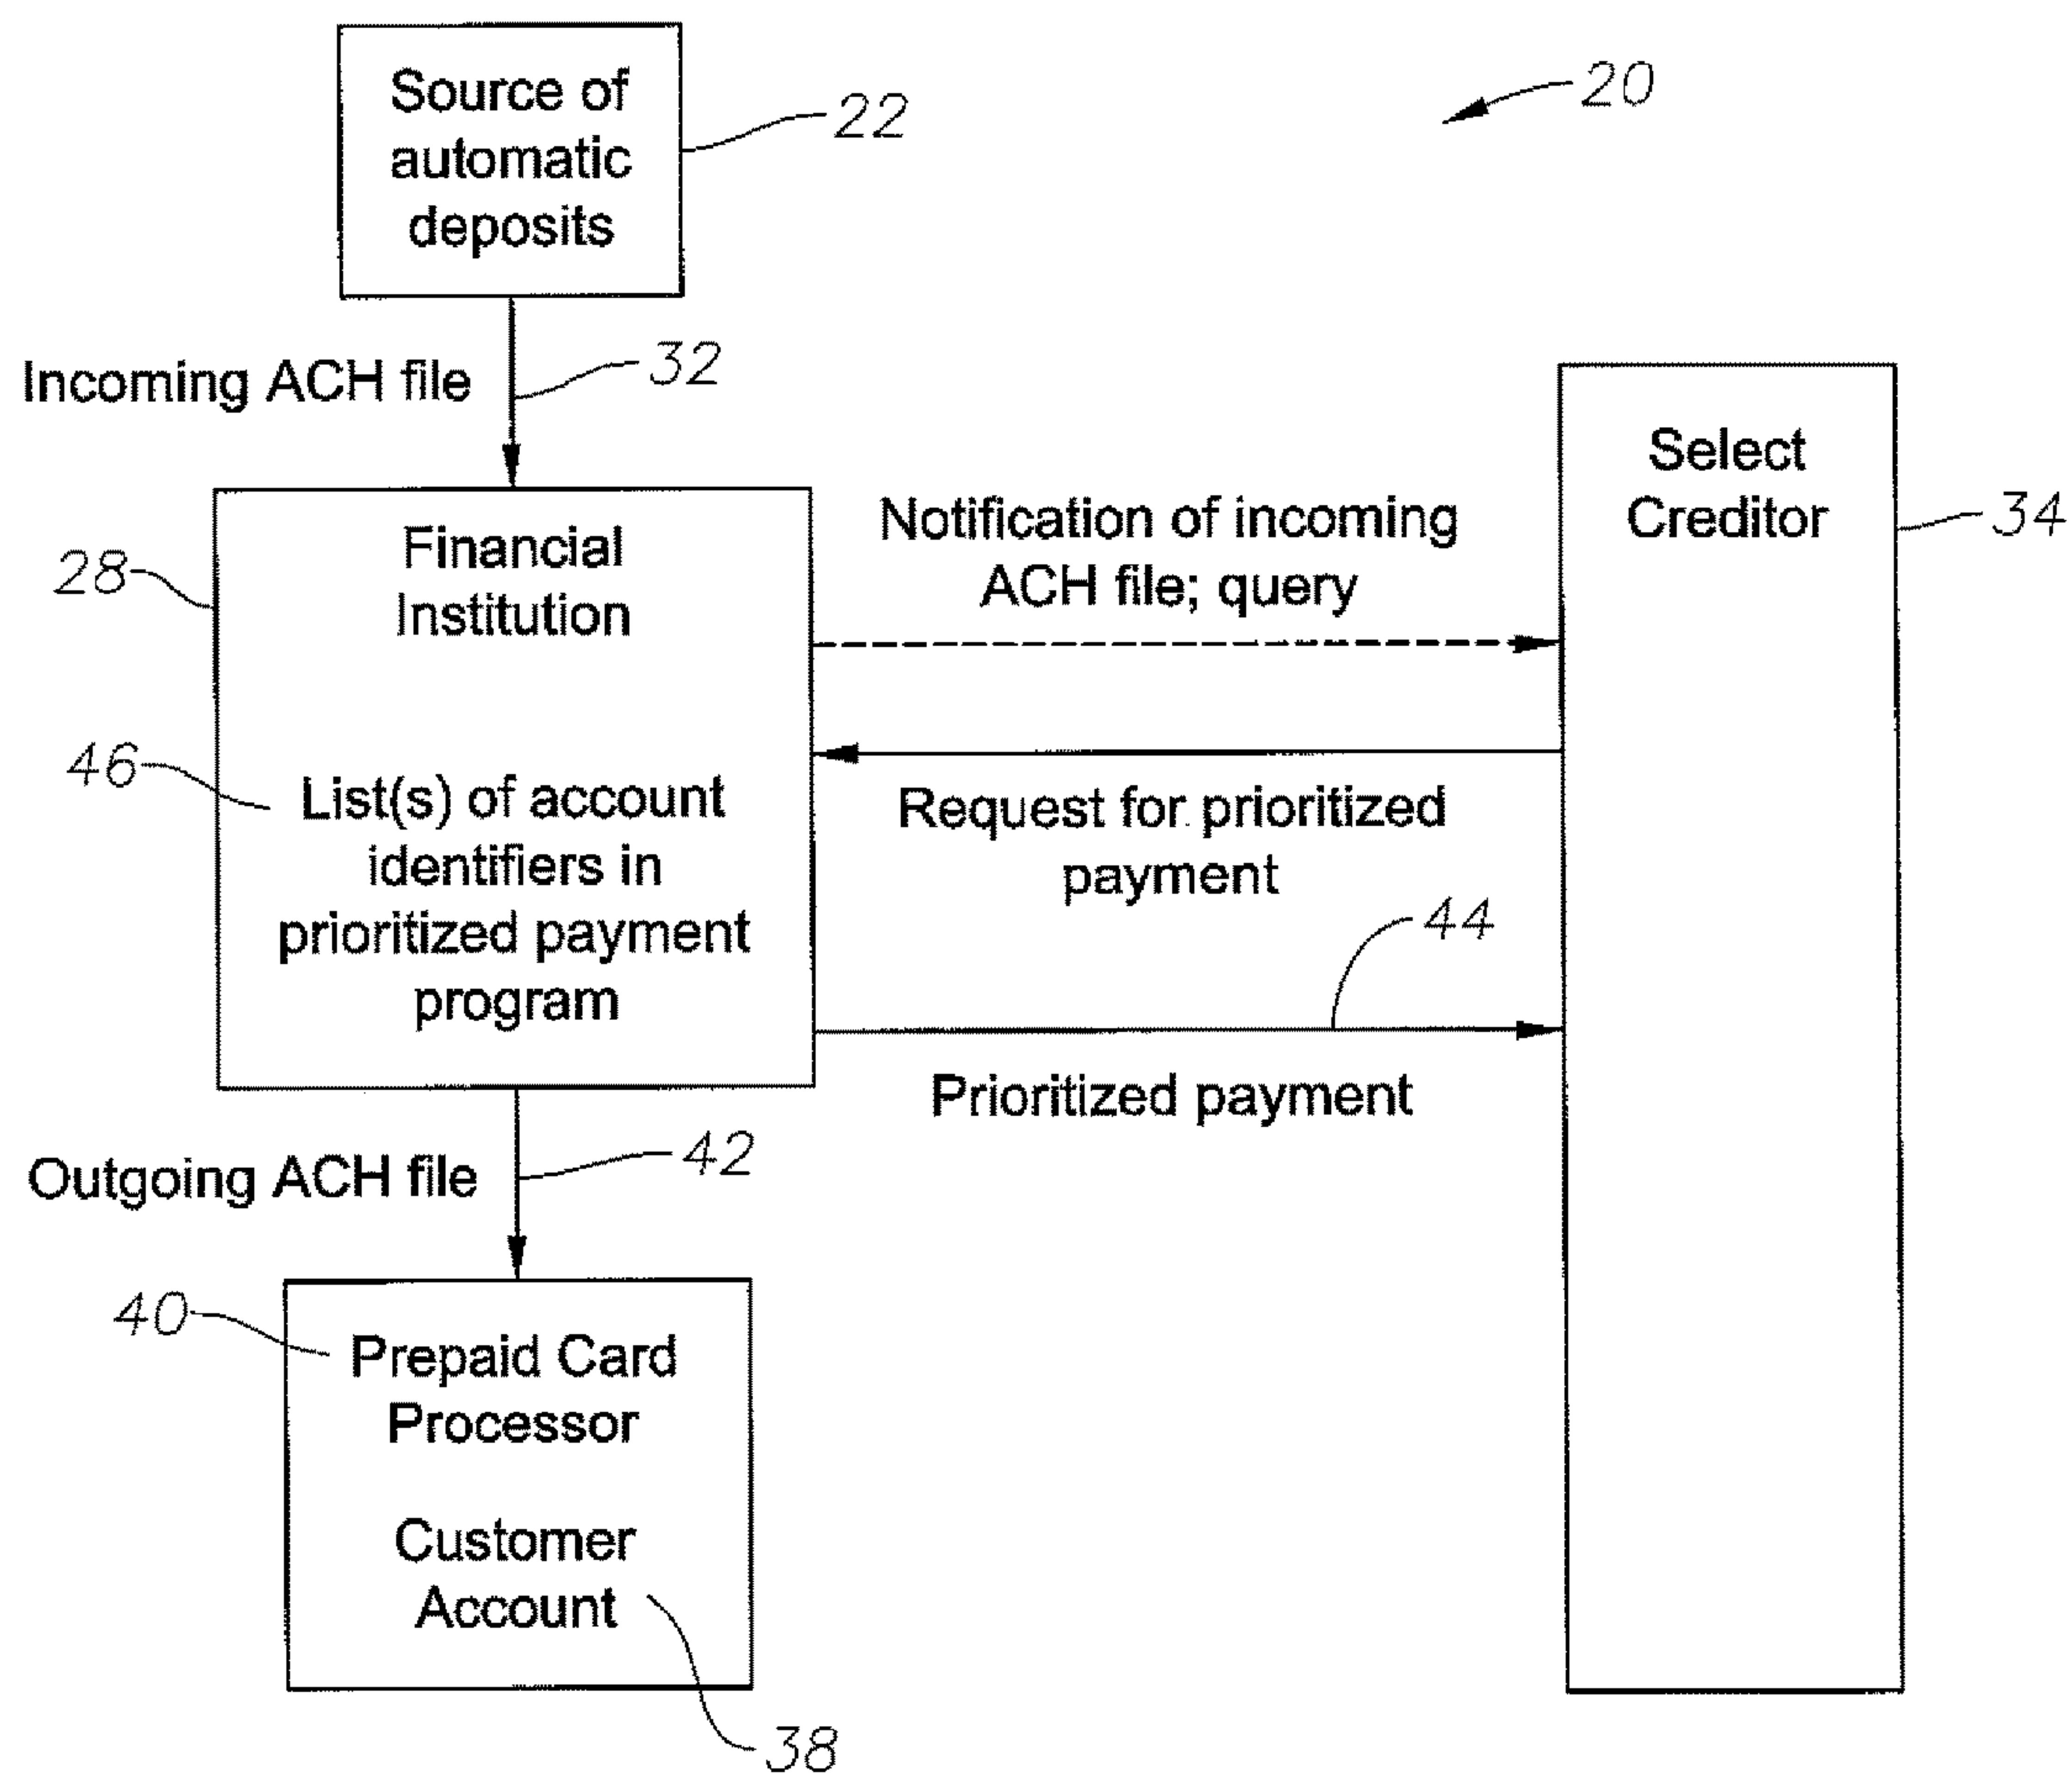 Source of
automatic
deposits
22
20
Incoming ACH file
32
Financial
Institution
28
46
List(s) of account
identifiers in
prioritized payment
program
Notification of incoming
ACH file; query
Request for prioritized
payment
44
Prioritized payment
Select
Creditor
34
Outgoing ACH file
42
40
Prepaid Card
Processor
Customer
Account
38